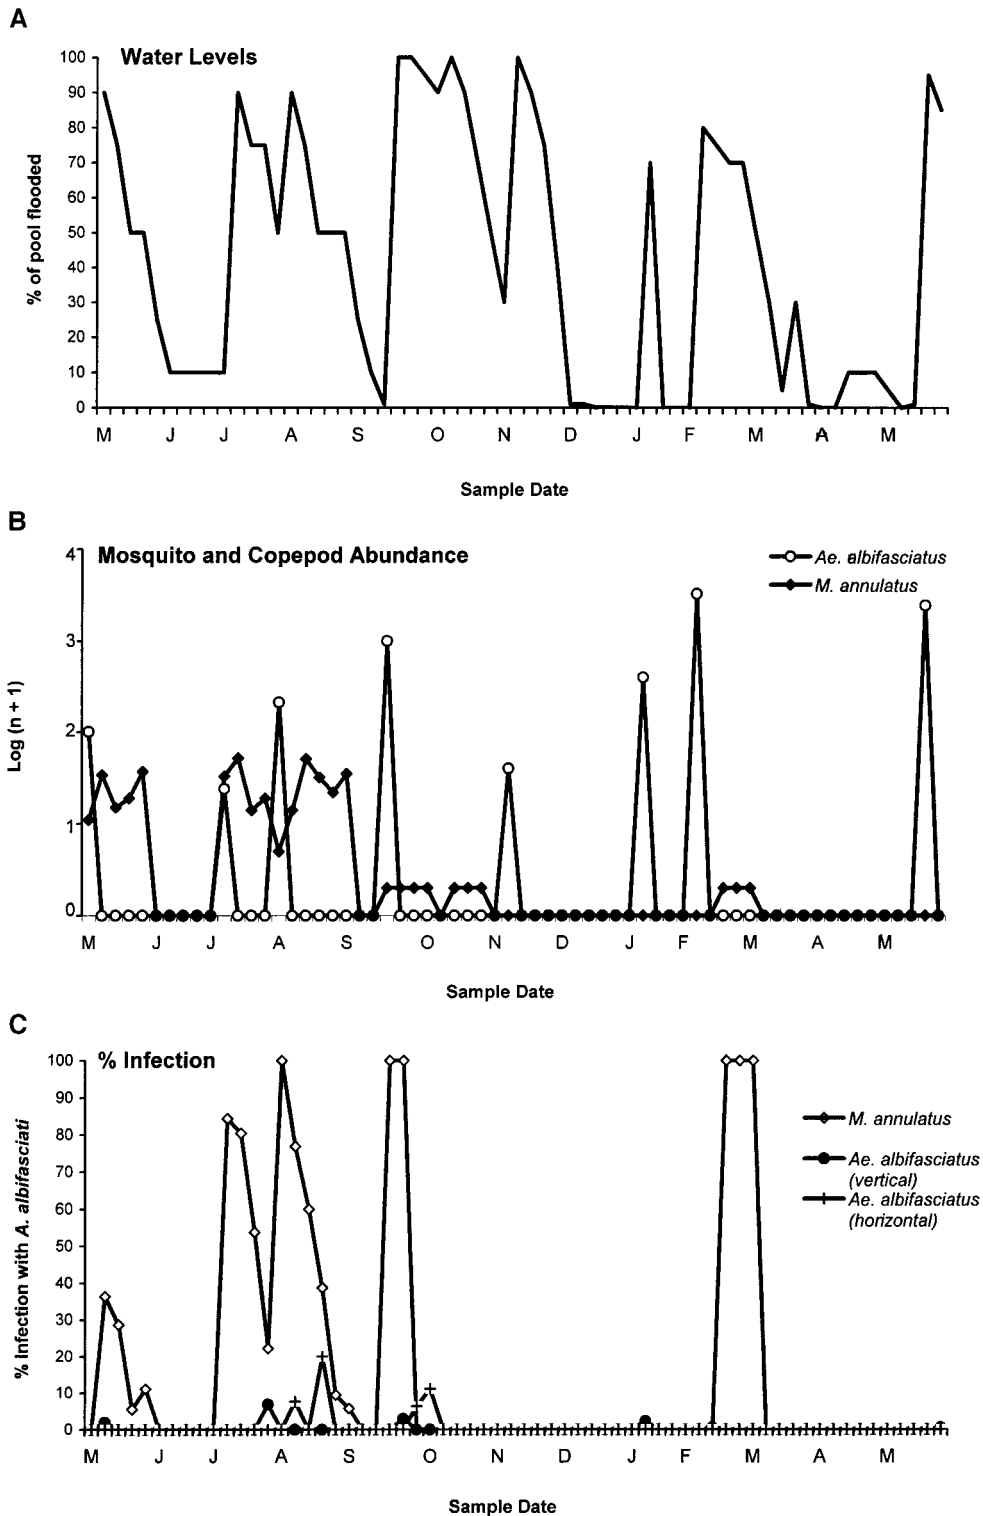 A
Water Levels
100
90
80
70
60
50
40
30
20
10
0
% of pool flooded
M J J A S O N D J F M A M
Sample Date
B
Mosquito and Copepod Abundance
Ae. albifasciatus
M. annulatus
4
3
2
1
0
Log (n + 1)
M J J A S O N D J F M A M
Sample Date
C
% Infection
100
90
80
70
60
50
40
30
20
10
0
% Infection with A. albifasciati
M. annulatus
Ae. albifasciatus
(vertical)
Ae. albifasciatus
(horizontal)
M J J A S O N D J F M A M
Sample Date